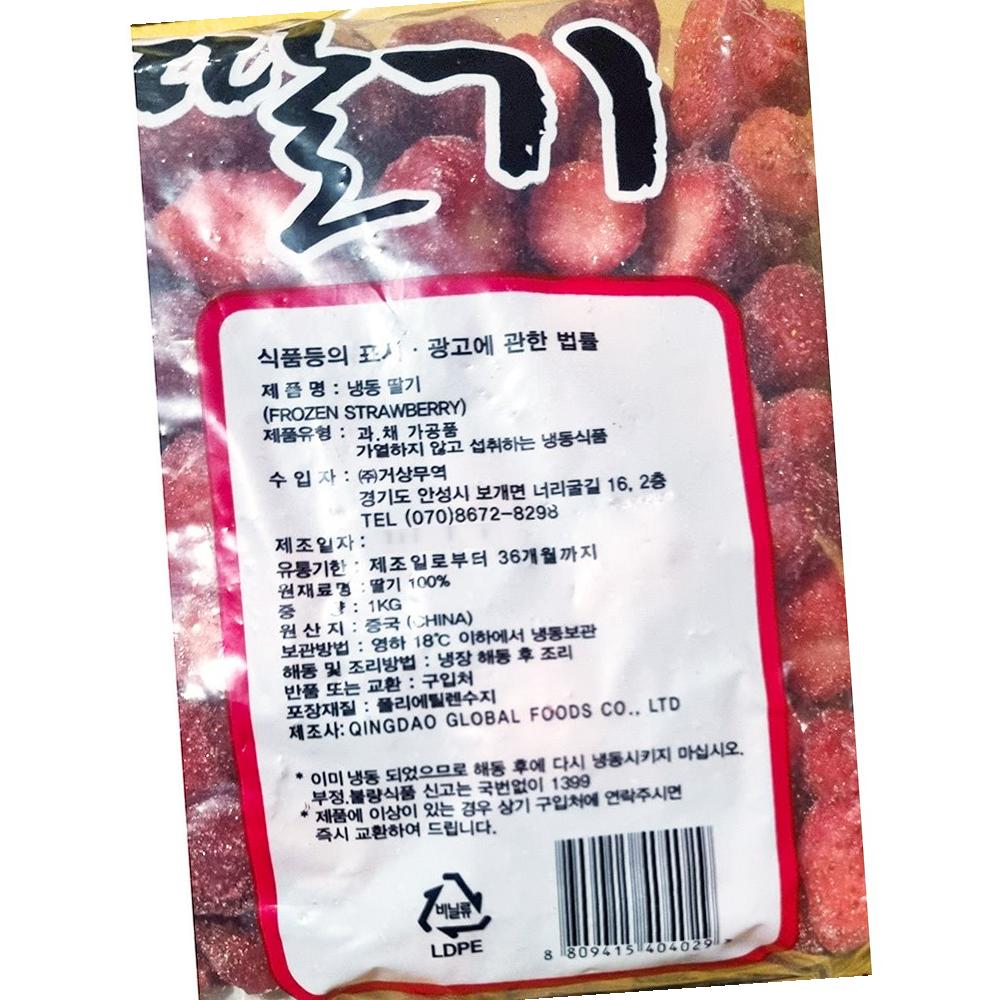 딸기
식품등의 표시 · 광고에 관한 법률
제 품 명 : 냉동 딸기
(FROZEN STRAWBERRY)
제품유형 : 과.채 가공품
가열하지 않고 섭취하는 냉동식품
수 입 자 : ㈜거상무역
경기도 안성시 보개면 너리굴길 16, 2층
TEL (070)8672-8298
제조일자 :
유통기한 : 제조일로부터 36개월까지
원재료명 : 딸기 100%
중 량 : 1KG
원 산 지 : 중국 (CHINA)
보관방법 : 영하 18℃ 이하에서 냉동보관
해동 및 조리방법 : 냉장 해동 후 조리
반품 또는 교환 : 구입처
포장재질 : 폴리에틸렌수지
제조사: QINGDAO GLOBAL FOODS CO., LTD
* 이미 냉동 되었으므로 해동 후에 다시 냉동시키지 마십시오.
부정.불량식품 신고는 국번없이 1399
* 제품에 이상이 있는 경우 상기 구입처에 연락주시면
즉시 교환하여 드립니다.
비닐류
LDPE
8 809415 404029